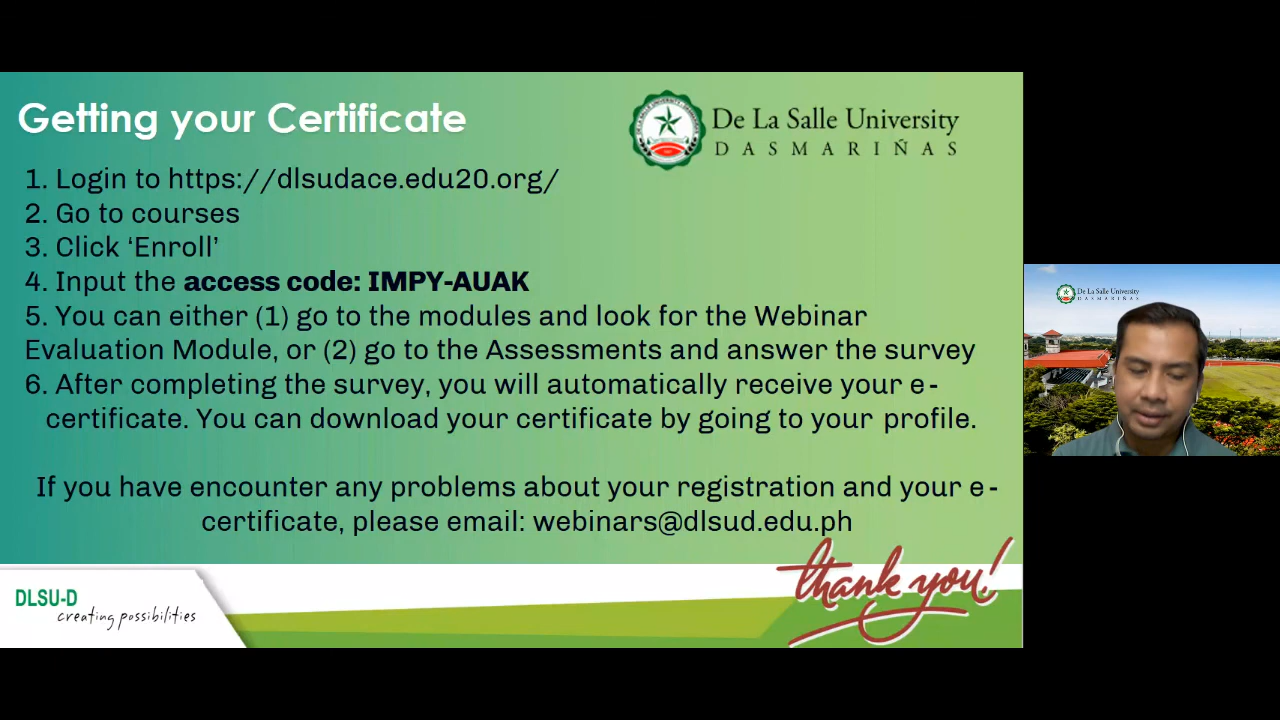 Getting your Certificate
De La Salle University
DASMARIÑAS
1. Login to https://dlsudace.edu20.org/
2. Go to courses
3. Click ‘Enroll’
4. Input the access code: IMPY-AUAK
5. You can either (1) go to the modules and look for the Webinar
Evaluation Module, or (2) go to the Assessments and answer the survey
6. After completing the survey, you will automatically receive your e-
certificate. You can download your certificate by going to your profile.
If you have encounter any problems about your registration and your e-
certificate, please email: webinars@dlsud.edu.ph
thank you!
DLSU-D
creating possibilities
De La Salle University
DASMARIÑAS